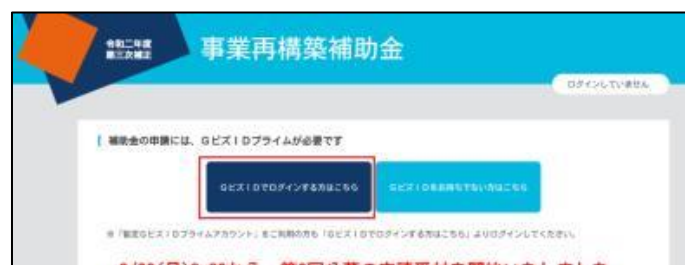 令和二年度
第三次補正
事業再構築補助金
ログインしていません
補助金の申請には、GビズIDプライムが必要です
GビズIDでログインする方はこちら
GビズIDをお持ちでない方はこちら
※「暫定GビズIDプライムアカウント」をご利用の方も「GビズIDでログインする方はこちら」よりログインしてください。